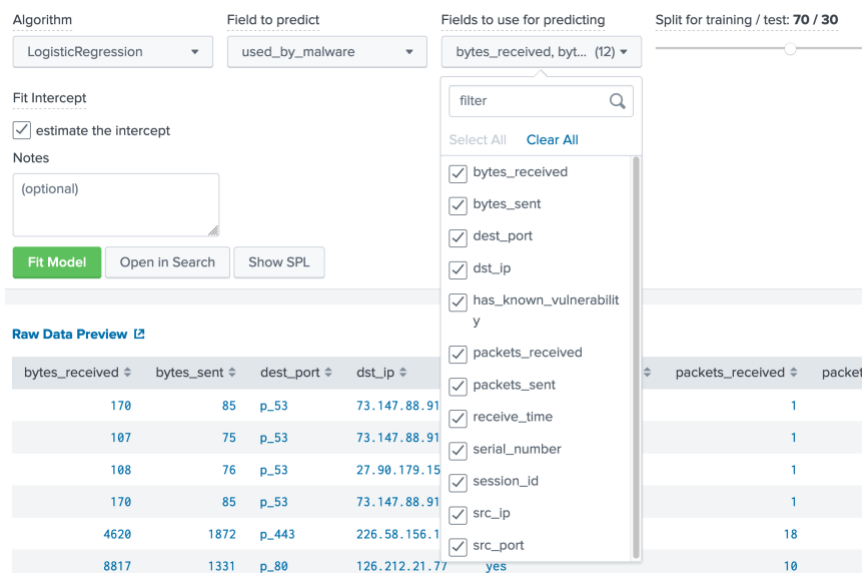 Algorithm
Field to predict
Fields to use for predicting
Split for training / test: 70 / 30
LogisticRegression
used_by_malware
bytes_received, byt... (12)
Fit Intercept
estimate the intercept
Notes
(optional)
Fit Model
Open in Search
Show SPL
filter
Select All
Clear All
bytes_received
bytes_sent
dest_port
dst_ip
has_known_vulnerabilit
y
packets_received
packets_sent
receive_time
serial_number
session_id
src_ip
src_port
Raw Data Preview
bytes_received bytes_sent dest_port dst_ip packets_received packet
170 85 p_53 73.147.88.91 1
107 75 p_53 73.147.88.91 1
108 76 p_53 27.90.179.15 1
170 85 p_53 73.147.88.91 1
4620 1872 p_443 226.58.156.1 18
8817 1331 p_80 126.212.21.77 yes 10